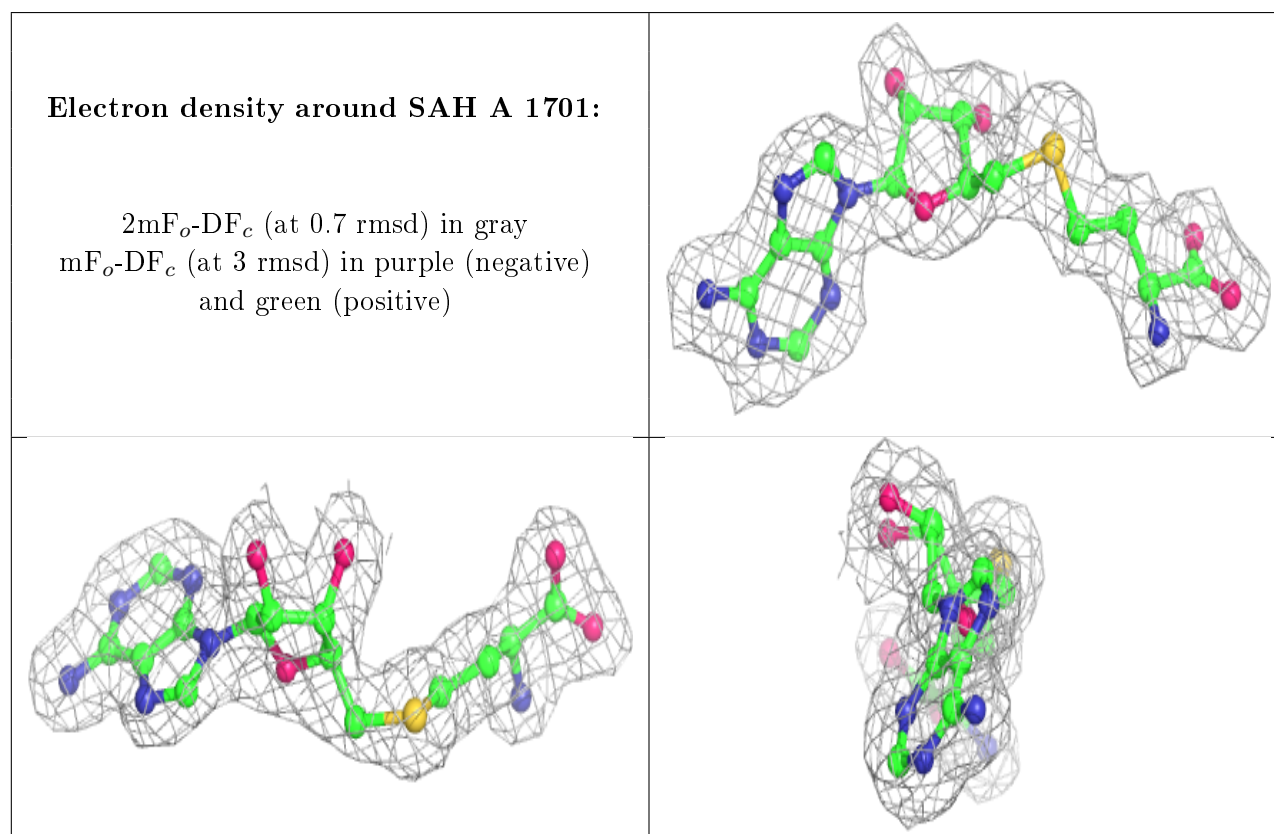 Electron density around SAH A 1701:
2mFo-DFc (at 0.7 rmsd) in gray
mFo-DFc (at 3 rmsd) in purple (negative)
and green (positive)